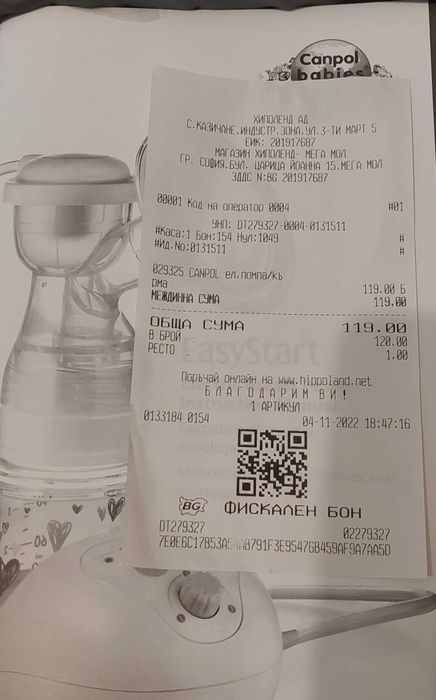 Canpol
babies
ХИПОЛЕНД АД
С.КАЗИЧАНЕ.ИНДУСТР.ЗОНА.УЛ.3-ТИ МАРТ 5
ЕИК: 201917687
МАГАЗИН ХИПОЛЕНД- МЕГА МОЛ
ГР. СОФИЯ.БУЛ. ЦАРИЦА ЙОАННА 15.МЕГА МОЛ
ЗДДС N:BG 201917687
00001 Код на оператор 0004 #01
УНП: DT279327-0004-0131511
#Каса:1 Бон:154 Нул:1049 #
#Ид.No:0131511 #
029325 CANPOL ел.помпа/къ
рма 119.00 Б
МЕЖДИННА СУМА 119.00
ОБЩА СУМА 119.00
В БРОЙ 120.00
РЕСТО 1.00
EasyStart
Поръчай онлайн на www.hippoland.net
БЛАГОДАРИМ ВИ!
1 АРТИКУЛ
0133184 0154 04-11-2022 18:47:16
BG ФИСКАЛЕН БОН
DT279327 02279327
60